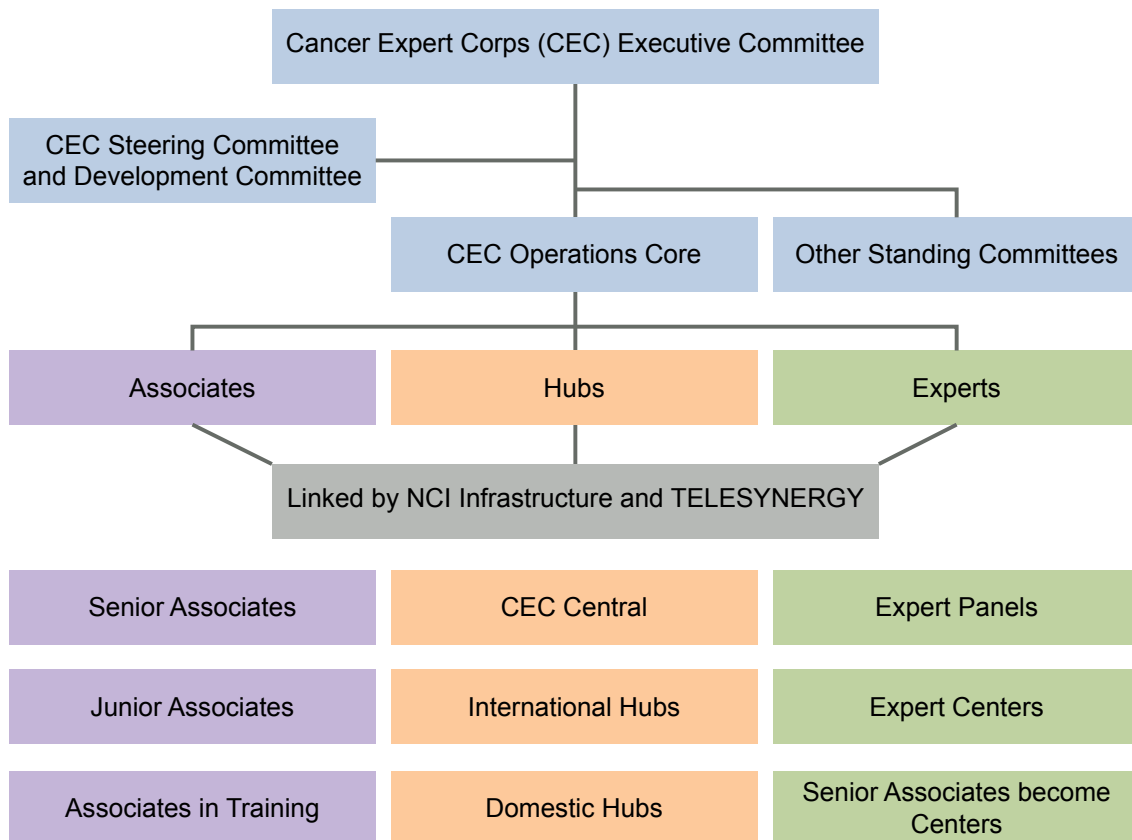 Cancer Expert Corps (CEC) Executive Committee
CEC Steering Committee
and Development Committee
CEC Operations Core
Other Standing Committees
Associates
Hubs
Experts
Linked by NCI Infrastructure and TELESYNERGY
Senior Associates
CEC Central
Expert Panels
Junior Associates
International Hubs
Expert Centers
Associates in Training
Domestic Hubs
Senior Associates become
Centers